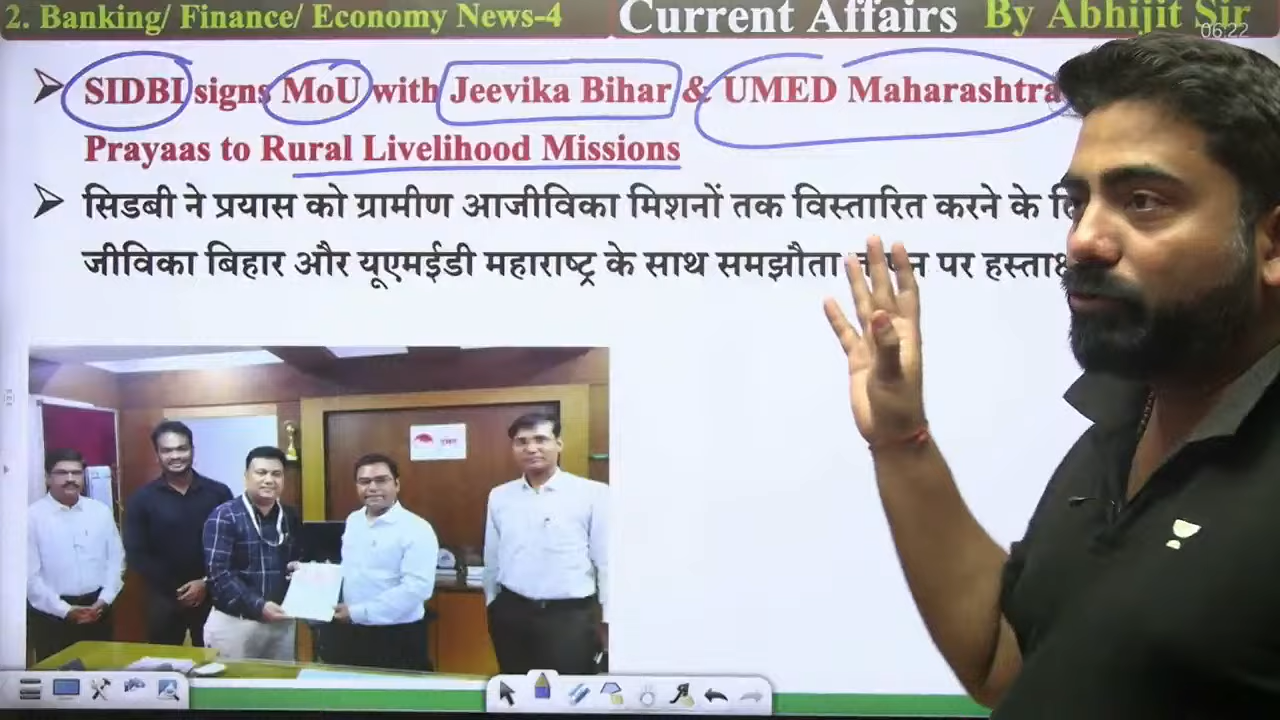 2. Banking/ Finance/ Economy News-4
Current Affairs By Abhijit Sir
06:22
SIDBI signs MoU with Jeevika Bihar & UMED Maharashtra
Prayaas to Rural Livelihood Missions
सिडबी ने प्रयास को ग्रामीण आजीविका मिशनों तक विस्तारित करने के
जीविका बिहार और यूएमईडी महाराष्ट्र के साथ समझौता पर